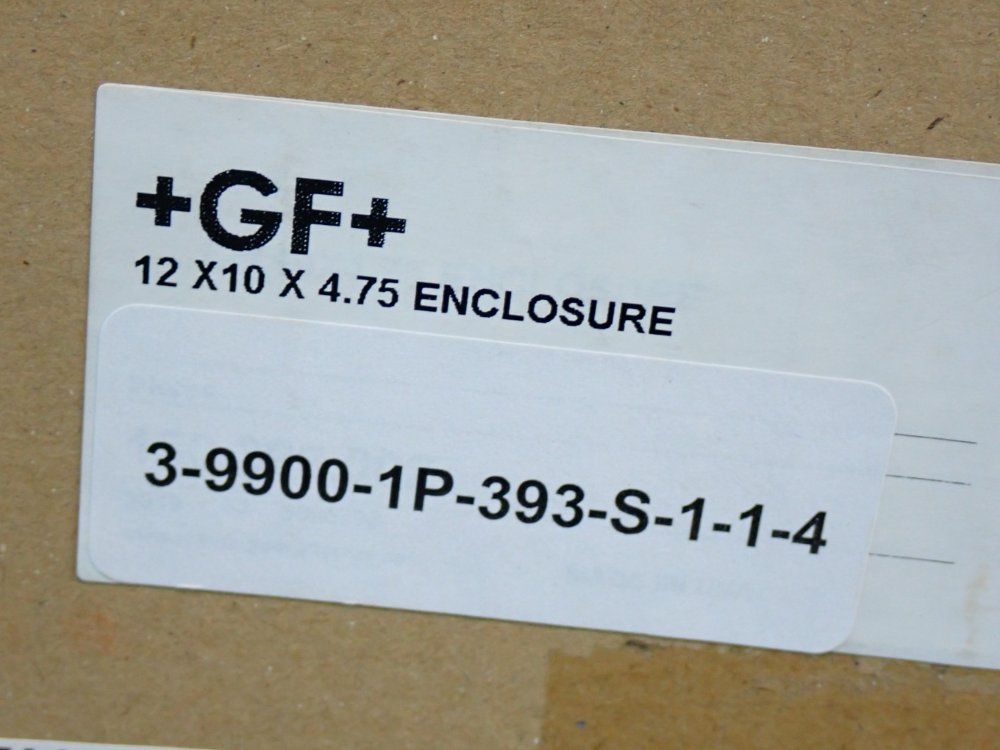 +GF+
12 X10 X 4.75 ENCLOSURE
3-9900-1P-393-S-1-1-4